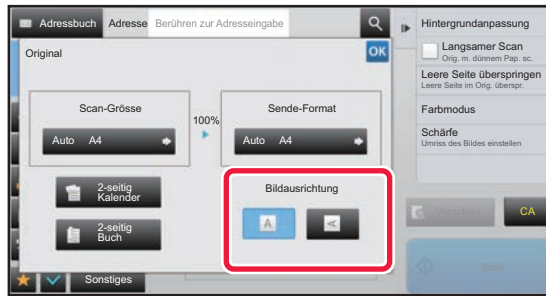 Adressbuch
Adresse
Berühren zur Adresseingabe
Original
OK
Scan-Grösse
Auto A4
100%
Sende-Format
Auto A4
2-seitig
Kalender
2-seitig
Buch
Bildausrichtung
A
A
Sonstiges
Hintergrundanpassung
Langsamer Scan
Orig. m. dünnem Pap. sc.
Leere Seite überspringen
Leere Seite im Orig. überspr.
Farbmodus
Schärfe
Umriss des Bildes einstellen
Vorschau
CA
Start